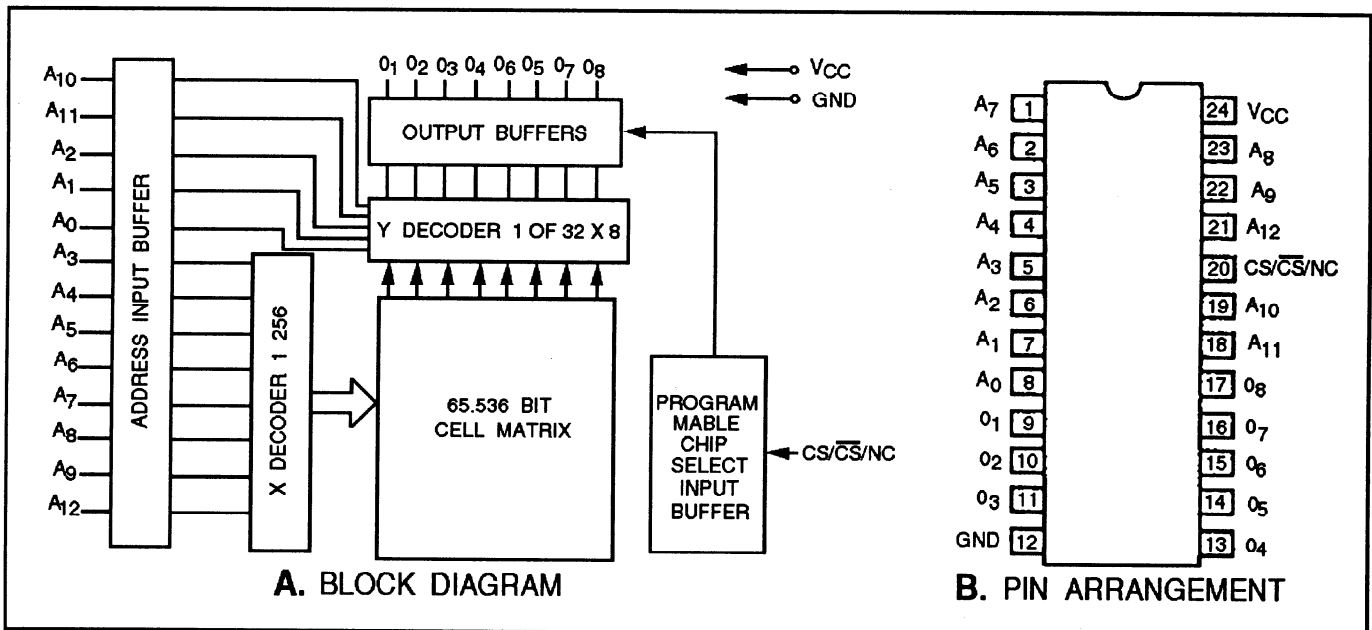 A10
A11
A2
A1
A0
A3
A4
A5
A6
A7
A8
A9
A12
ADDRESS INPUT BUFFER
X DECODER 1 256
01 02 03 04 06 05 07 08
OUTPUT BUFFERS
Y DECODER 1 OF 32 X 8
65.536 BIT
CELL MATRIX
VCC
GND
PROGRAM
MABLE
CHIP
SELECT
INPUT
BUFFER
CS/C̅S̅/NC
A. BLOCK DIAGRAM
A7 1
A6 2
A5 3
A4 4
A3 5
A2 6
A1 7
A0 8
01 9
02 10
03 11
GND 12
24 VCC
23 A8
22 A9
21 A12
20 CS/C̅S̅/NC
19 A10
18 A11
17 08
16 07
15 06
14 05
13 04
B. PIN ARRANGEMENT